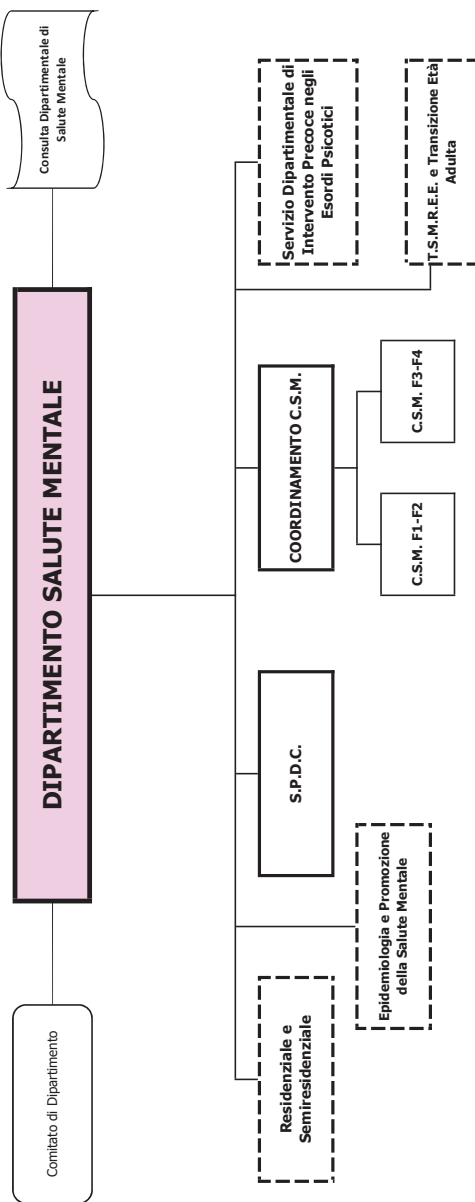 Comitato di Dipartimento
DIPARTIMENTO SALUTE MENTALE
Consulta Dipartimentale di
Salute Mentale
Residenziale e
Semiresidenziale
Epidemiologia e Promozione
della Salute Mentale
S.P.D.C.
COORDINAMENTO C.S.M.
C.S.M. F1-F2
C.S.M. F3-F4
Servizio Dipartimentale di
Intervento Precoce negli
Esordi Psicotici
T.S.M.R.E.E. e Transizione Età
Adulta